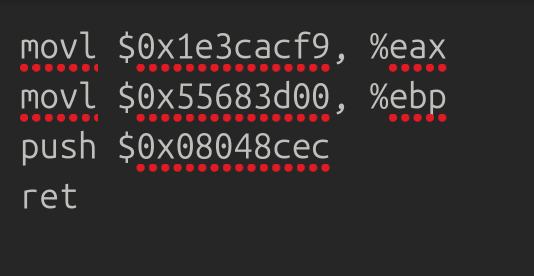 movl $0x1e3cacf9, %eax
movl $0x55683d00, %ebp
push $0x08048cec
ret